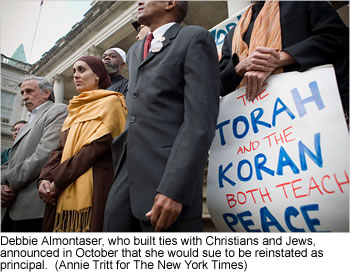 THE
TORAH
AND THE
KORAN
BOTH TEACH
PEACE
Debbie Almontaser, who built ties with Christians and Jews,
announced in October that she would sue to be reinstated as
principal.  (Annie Tritt for The New York Times)